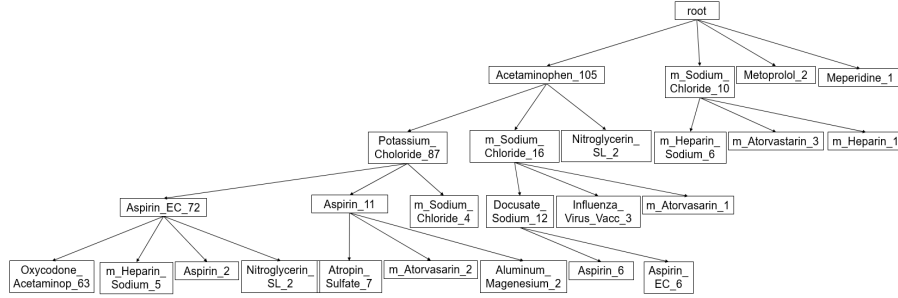 root
Acetaminophen_105
m_Sodium_
Chloride_10
Metoprolol_2
Meperidine_1
Potassium_
Choloride_87
m_Sodium_
Chloride_16
Nitroglycerin_
SL_2
m_Heparin_
Sodium_6
m_Atorvastarin_3
m_Heparin_1
Aspirin_EC_72
Aspirin_11
m_Sodium_
Chloride_4
Docusate_
Sodium_12
Influenza_
Virus_Vacc_3
m_Atorvasarin_1
Oxycodone_
Acetaminop_63
m_Heparin_
Sodium_5
Aspirin_2
Nitroglycerin_
SL_2
Atropin_
Sulfate_7
m_Atorvasarin_2
Aluminum_
Magenesium_2
Aspirin_6
Aspirin_
EC_6